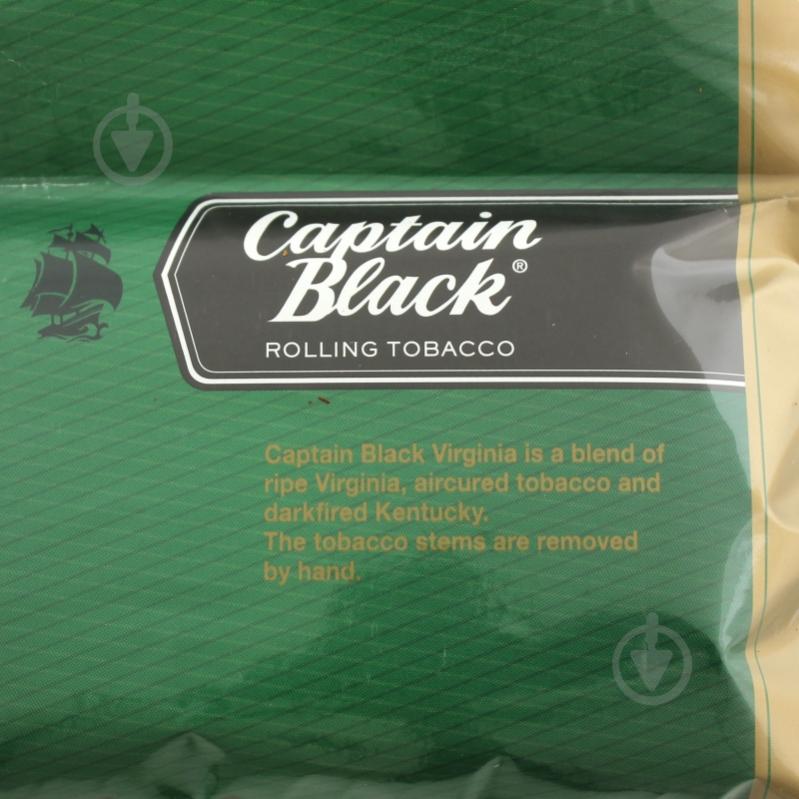 Captain
Black®
ROLLING TOBACCO
Captain Black Virginia is a blend of
ripe Virginia, aircured tobacco and
darkfired Kentucky.
The tobacco stems are removed
by hand.